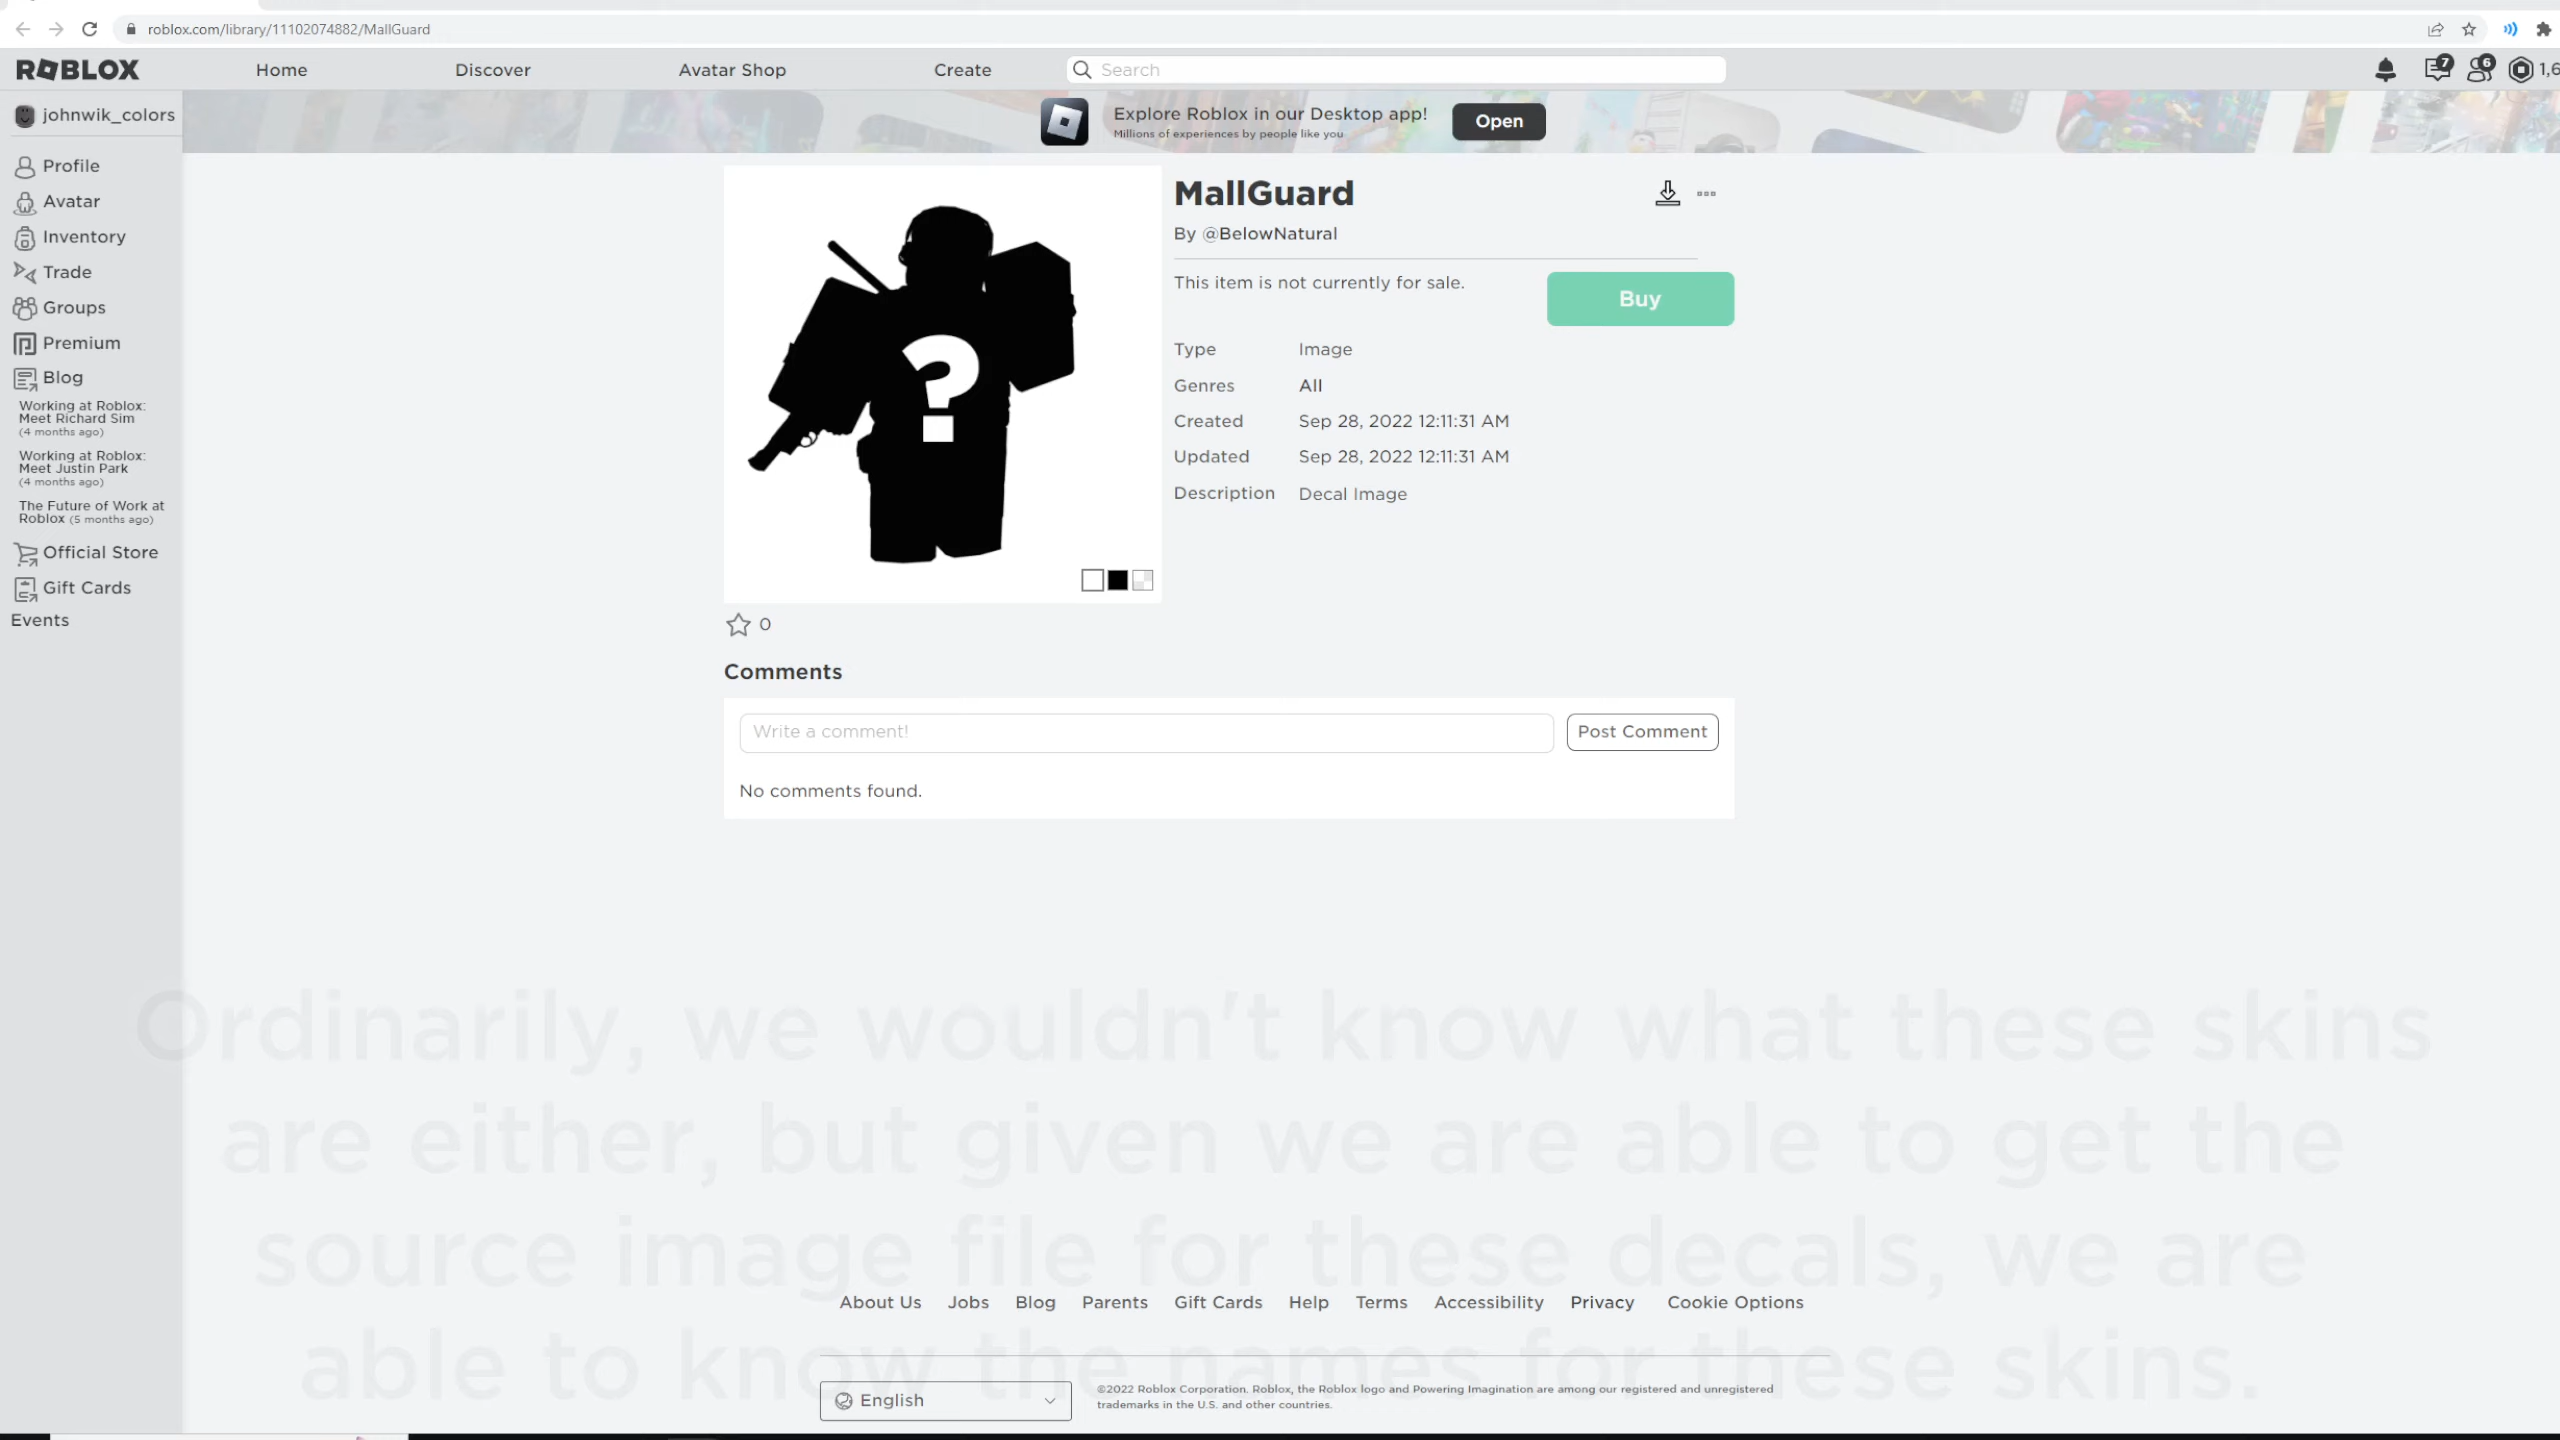 roblox.com/library/11102074882/MallGuard
ROBLOX
Home
Discover
Avatar Shop
Create
Search
7
6
1,6
johnwik_colors
Explore Roblox in our Desktop app!
Millions of experiences by people like you
Open
Profile
Avatar
Inventory
Trade
Groups
Premium
Blog
Working at Roblox:
Meet Richard Sim
(4 months ago)
Working at Roblox:
Meet Justin Park
(4 months ago)
The Future of Work at
Roblox (5 months ago)
Official Store
Gift Cards
Events
?
MallGuard
By @BelowNatural
This item is not currently for sale.
Buy
Type Image
Genres All
Created Sep 28, 2022 12:11:31 AM
Updated Sep 28, 2022 12:11:31 AM
Description Decal Image
0
Comments
Write a comment!
Post Comment
No comments found.
Ordinarily, we wouldn't know what these skins
are either, but given we are able to get the
source image file for these decals, we are
able to know the names for these skins.
About Us Jobs Blog Parents Gift Cards Help Terms Accessibility Privacy Cookie Options
English
©2022 Roblox Corporation. Roblox, the Roblox logo and Powering Imagination are among our registered and unregistered
trademarks in the U.S. and other countries.